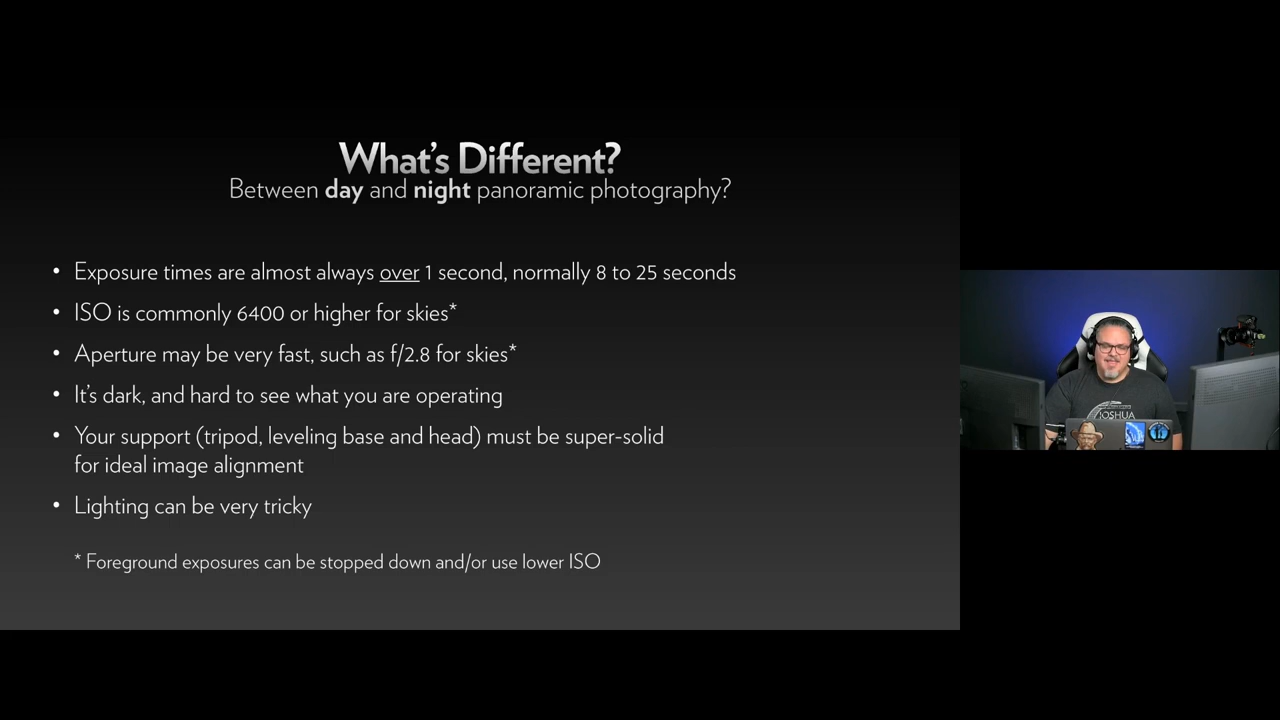 What's Different?
Between day and night panoramic photography?
• Exposure times are almost always over 1 second, normally 8 to 25 seconds
• ISO is commonly 6400 or higher for skies*
• Aperture may be very fast, such as f/2.8 for skies*
• It's dark, and hard to see what you are operating
• Your support (tripod, leveling base and head) must be super-solid
for ideal image alignment
• Lighting can be very tricky
* Foreground exposures can be stopped down and/or use lower ISO
JOSHUA